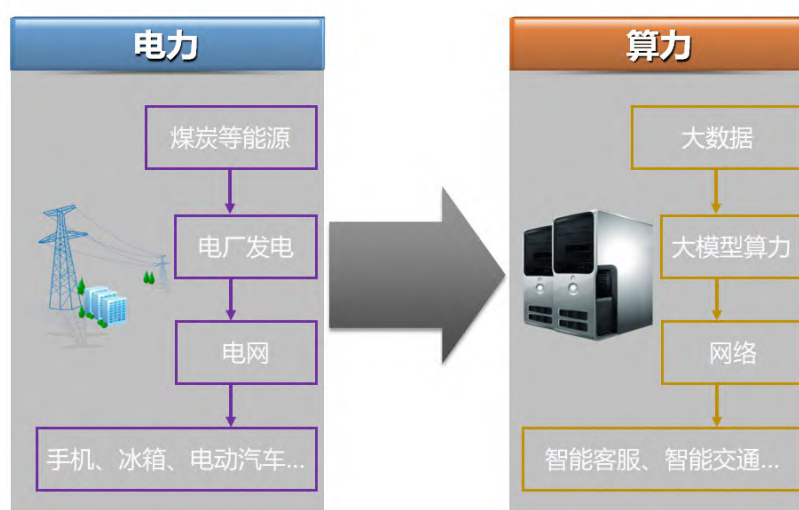 电力
煤炭等能源
电厂发电
电网
手机、冰箱、电动汽车...
算力
大数据
大模型算力
网络
智能客服、智能交通...